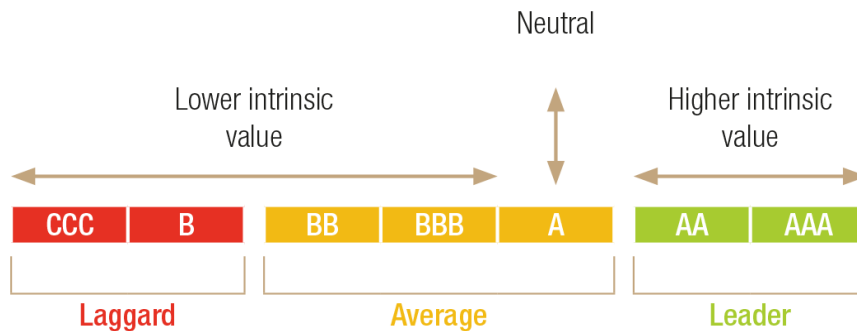 Neutral
Lower intrinsic
value
Higher intrinsic
value
CCC B BB BBB A AA AAA
Laggard Average Leader